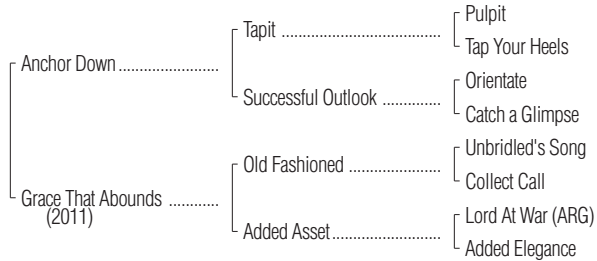 Pulpit
Tapit ........................................
Tap Your Heels
Anchor Down .........................
Orientate
Successful Outlook ..............
Catch a Glimpse
Unbridled's Song
Old Fashioned .......................
Collect Call
Grace That Abounds ............
(2011)
Lord At War (ARG)
Added Asset...........................
Added Elegance